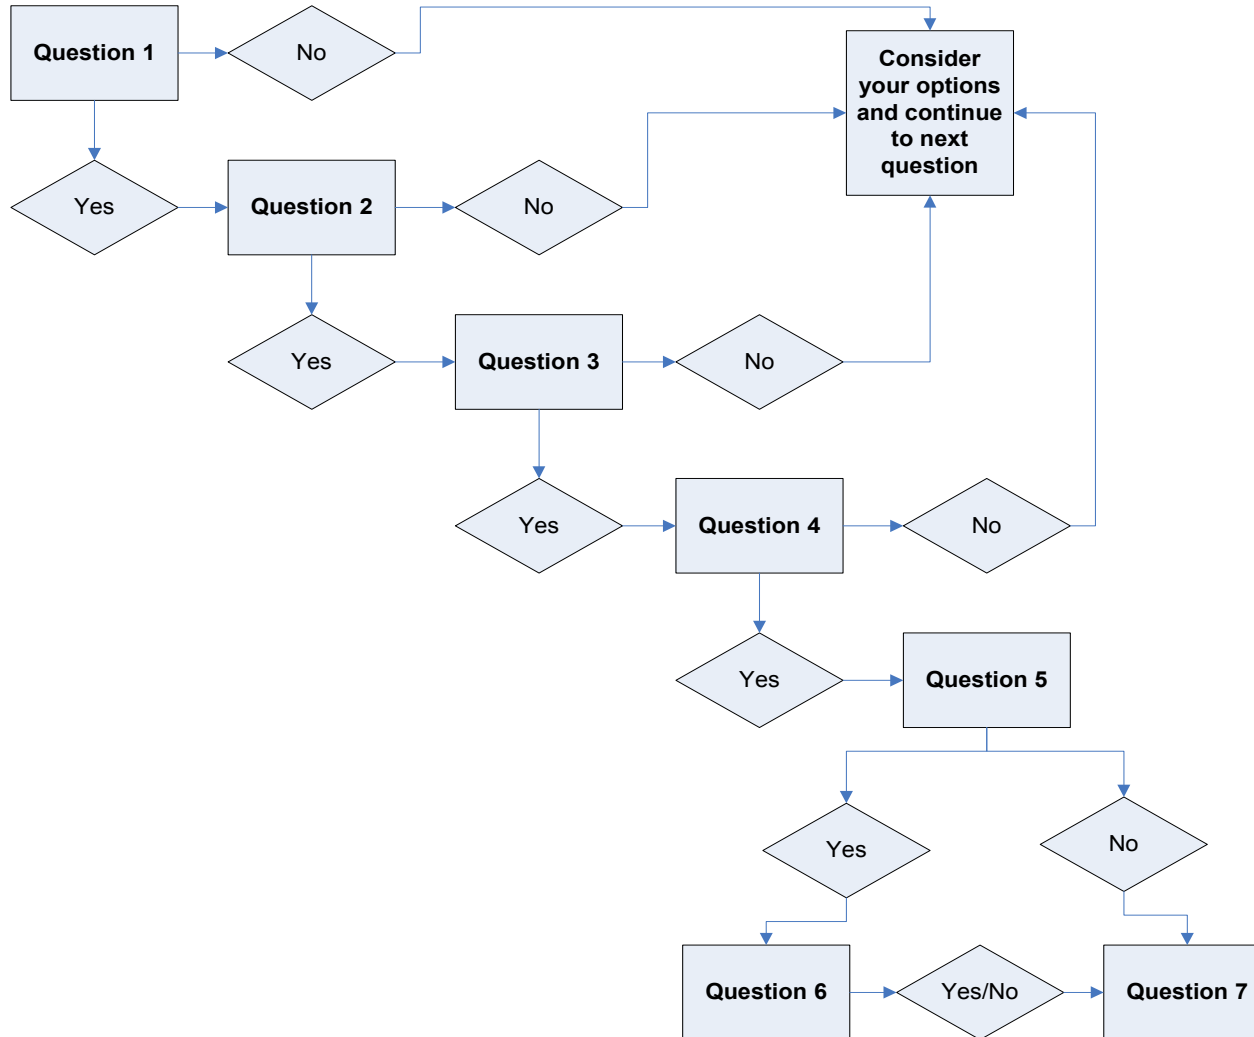 Question 1
No
Consider
your options
and continue
to next
question
Yes
Question 2
No
Yes
Question 3
No
Yes
Question 4
No
Yes
Question 5
Yes
No
Question 6
Yes/No
Question 7